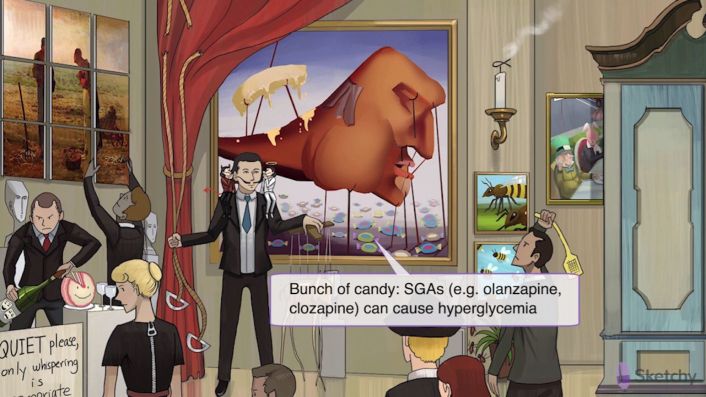 Bunch of candy: SGAs (e.g. olanzapine,
clozapine) can cause hyperglycemia
QUIET please,
only whispering
is
Sketchy